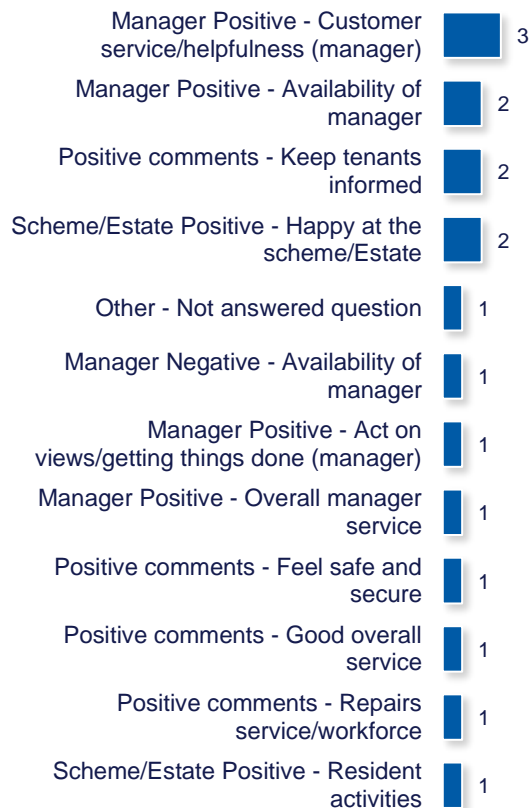 Manager Positive - Customer
service/helpfulness (manager)
3
Manager Positive - Availability of
manager
2
Positive comments - Keep tenants
informed
2
Scheme/Estate Positive - Happy at the
scheme/Estate
2
Other - Not answered question
1
Manager Negative - Availability of
manager
1
Manager Positive - Act on
views/getting things done (manager)
1
Manager Positive - Overall manager
service
1
Positive comments - Feel safe and
secure
1
Positive comments - Good overall
service
1
Positive comments - Repairs
service/workforce
1
Scheme/Estate Positive - Resident
activities
1